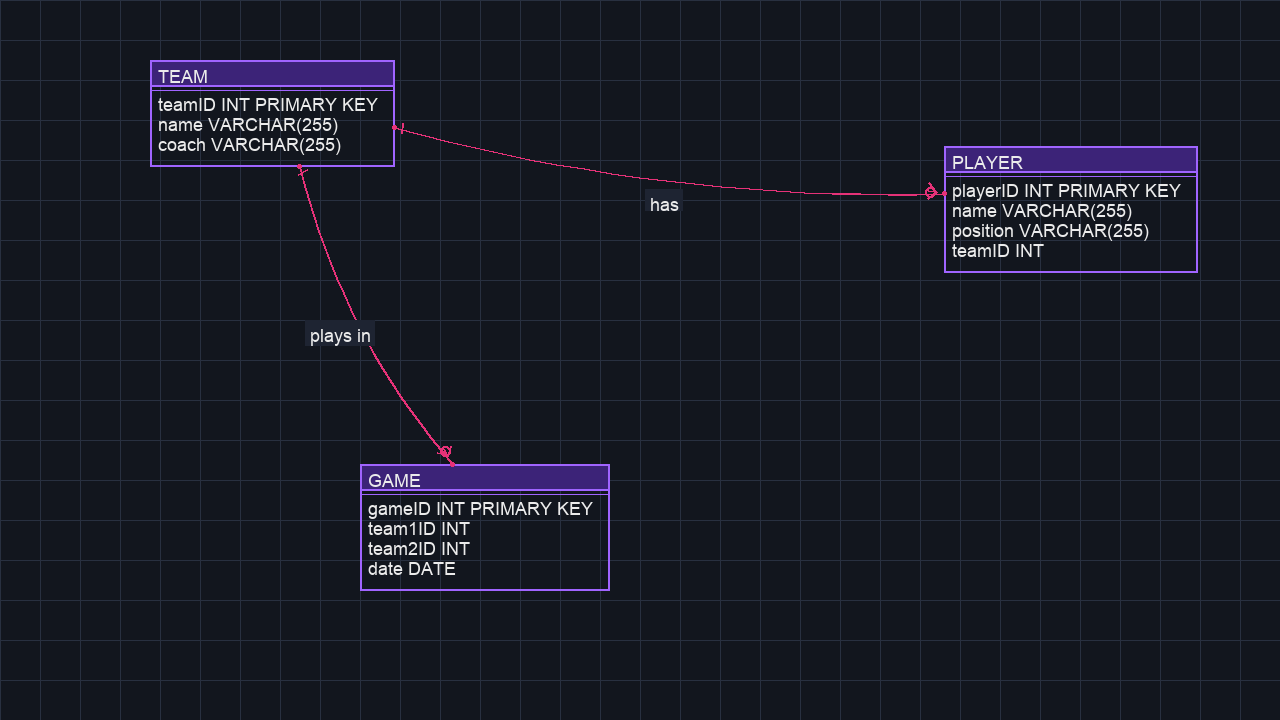 TEAM
teamID INT PRIMARY KEY
name VARCHAR(255)
coach VARCHAR(255)
PLAYER
playerID INT PRIMARY KEY
name VARCHAR(255)
position VARCHAR(255)
teamID INT
has
plays in
GAME
gameID INT PRIMARY KEY
team1ID INT
team2ID INT
date DATE